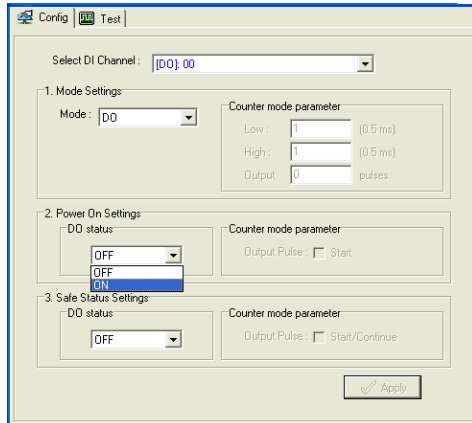 Config Test
Select DI Channel : [DO]: 00
1. Mode Settings
Mode : DO
Counter mode parameter
Low : 1 (0.5 ms)
High : 1 (0.5 ms)
Output 0 pulses
2. Power On Settings
DO status
OFF
OFF
ON
Counter mode parameter
Output Pulse : Start
3. Safe Status Settings
DO status
OFF
Counter mode parameter
Output Pulse : Start/Continue
Apply